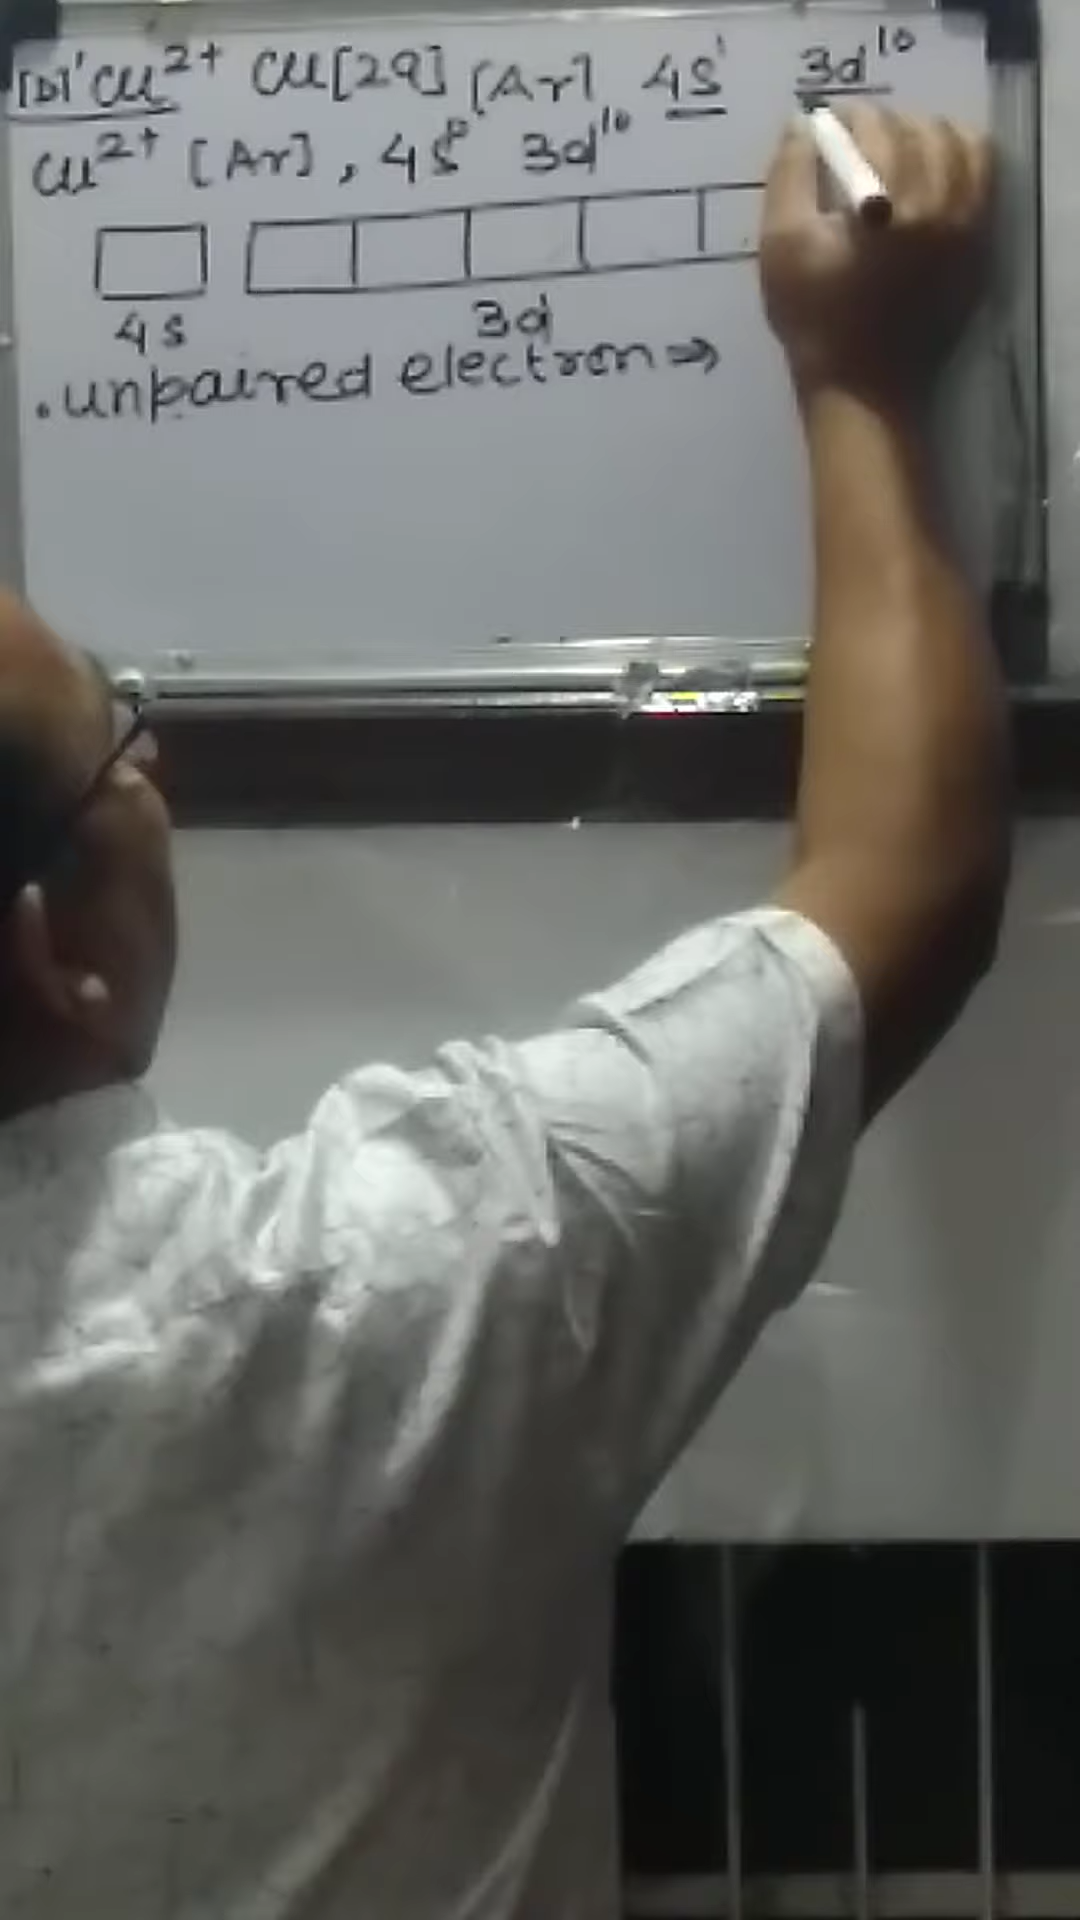 [D] Cu²⁺ Cu[29] [Ar] 4S¹ 3d¹⁰
Cu²⁺ [Ar], 4S⁰ 3d¹⁰
4S 3d
. unpaired electron ⇒